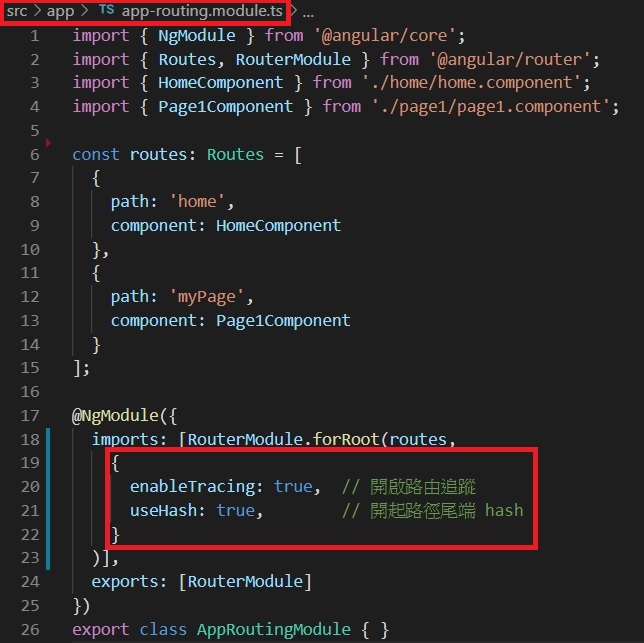 src > app > TS app-routing.module.ts > ...
1 import { NgModule } from '@angular/core';
2 import { Routes, RouterModule } from '@angular/router';
3 import { HomeComponent } from './home/home.component';
4 import { Page1Component } from './page1/page1.component';
5
6 const routes: Routes = [
7 {
8 path: 'home',
9 component: HomeComponent
10 },
11 {
12 path: 'myPage',
13 component: Page1Component
14 }
15 ];
16
17 @NgModule({
18 imports: [RouterModule.forRoot(routes,
19 {
20 enableTracing: true, // 開啟路由追蹤
21 useHash: true, // 開起路徑尾端 hash
22 }
23 )],
24 exports: [RouterModule]
25 })
26 export class AppRoutingModule { }